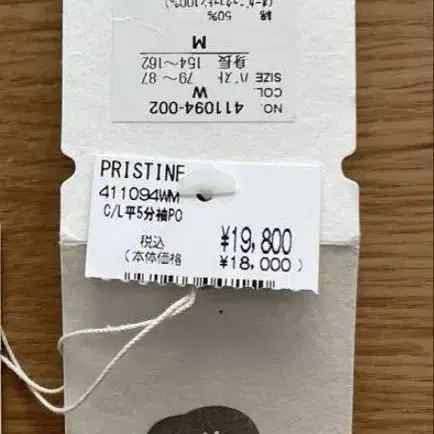 PRISTINE
411094WM
C/L平5分袖PO
税込 ¥19,800
(本体価格 ¥18,000)
NO. 411094-002
COL. W
SIZE バスト 79～87
身長 154～162
M
綿 50%